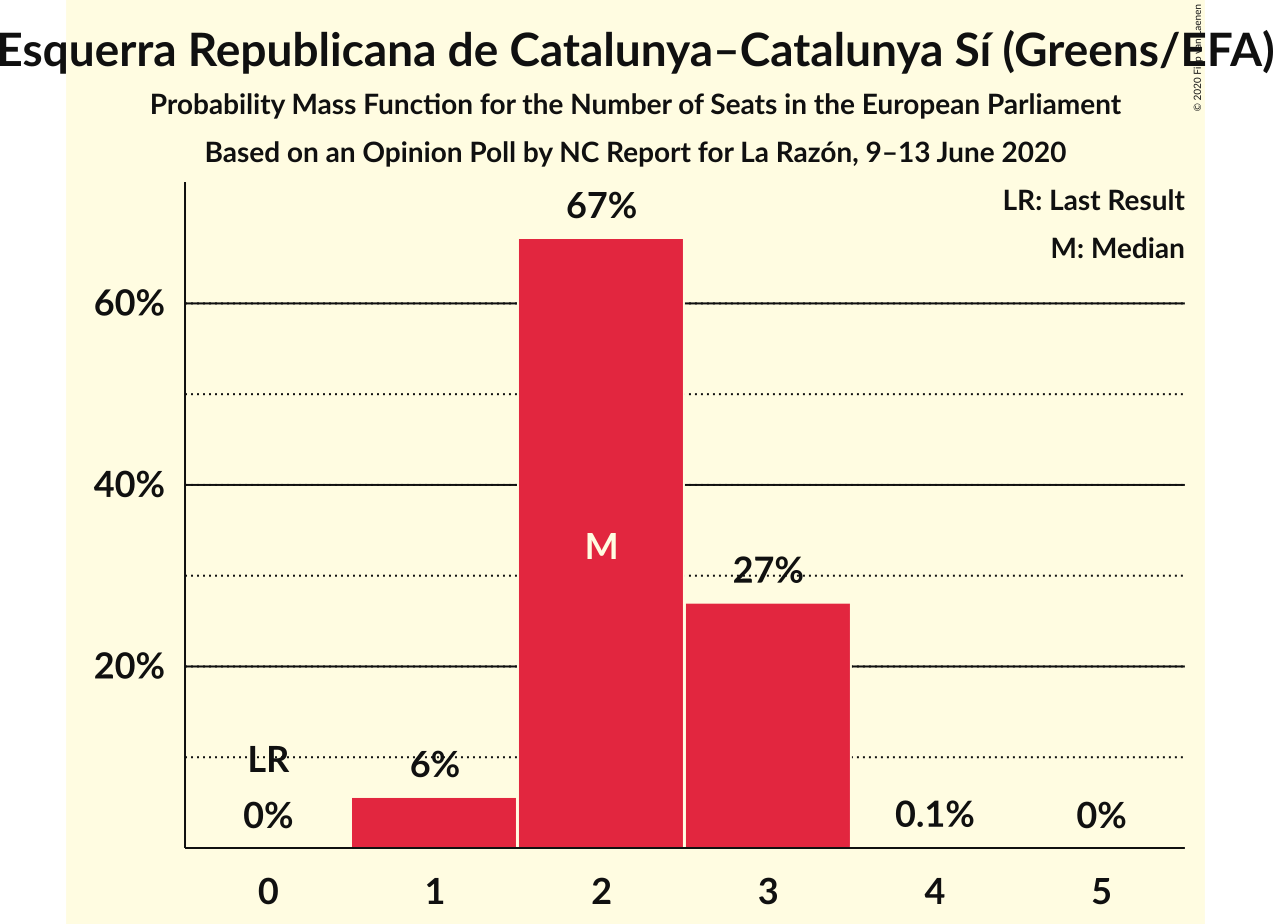 Esquerra Republicana de Catalunya–Catalunya Sí (Greens/EFA)
Probability Mass Function for the Number of Seats in the European Parliament
Based on an Opinion Poll by NC Report for La Razón, 9–13 June 2020
© 2020
LR: Last Result
M: Median
67%
60%
40%
M
27%
20%
LR
6%
0%
0.1%
0%
0 1 2 3 4 5